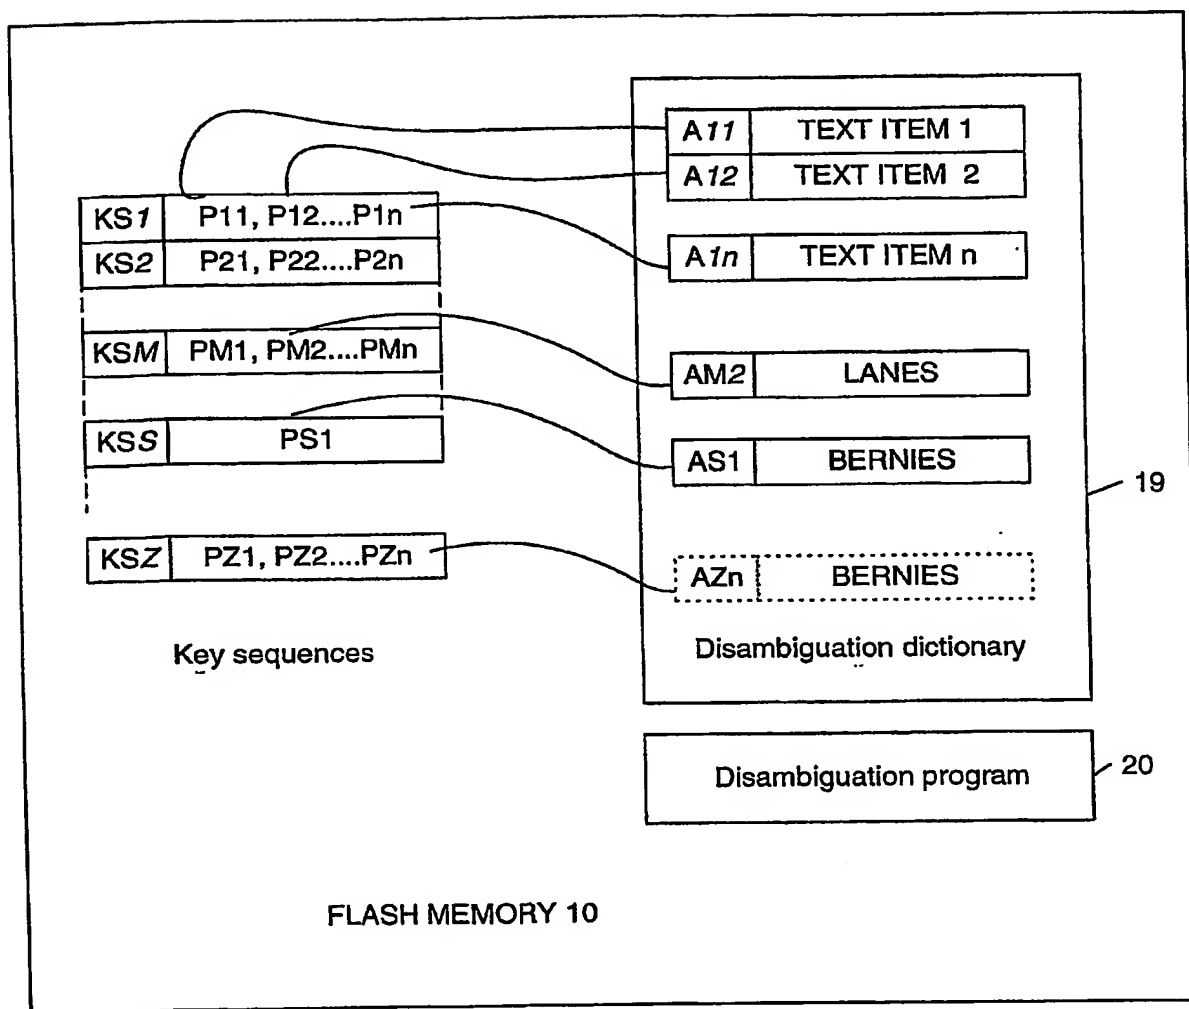 A11 TEXT ITEM 1
A12 TEXT ITEM 2
KS1 P11, P12....P1n
A1n TEXT ITEM n
KS2 P21, P22....P2n
KSM PM1, PM2....PMn
AM2 LANES
KSS PS1
AS1 BERNIES
19
KSZ PZ1, PZ2....PZn
AZn BERNIES
Key sequences
Disambiguation dictionary
Disambiguation program
20
FLASH MEMORY 10